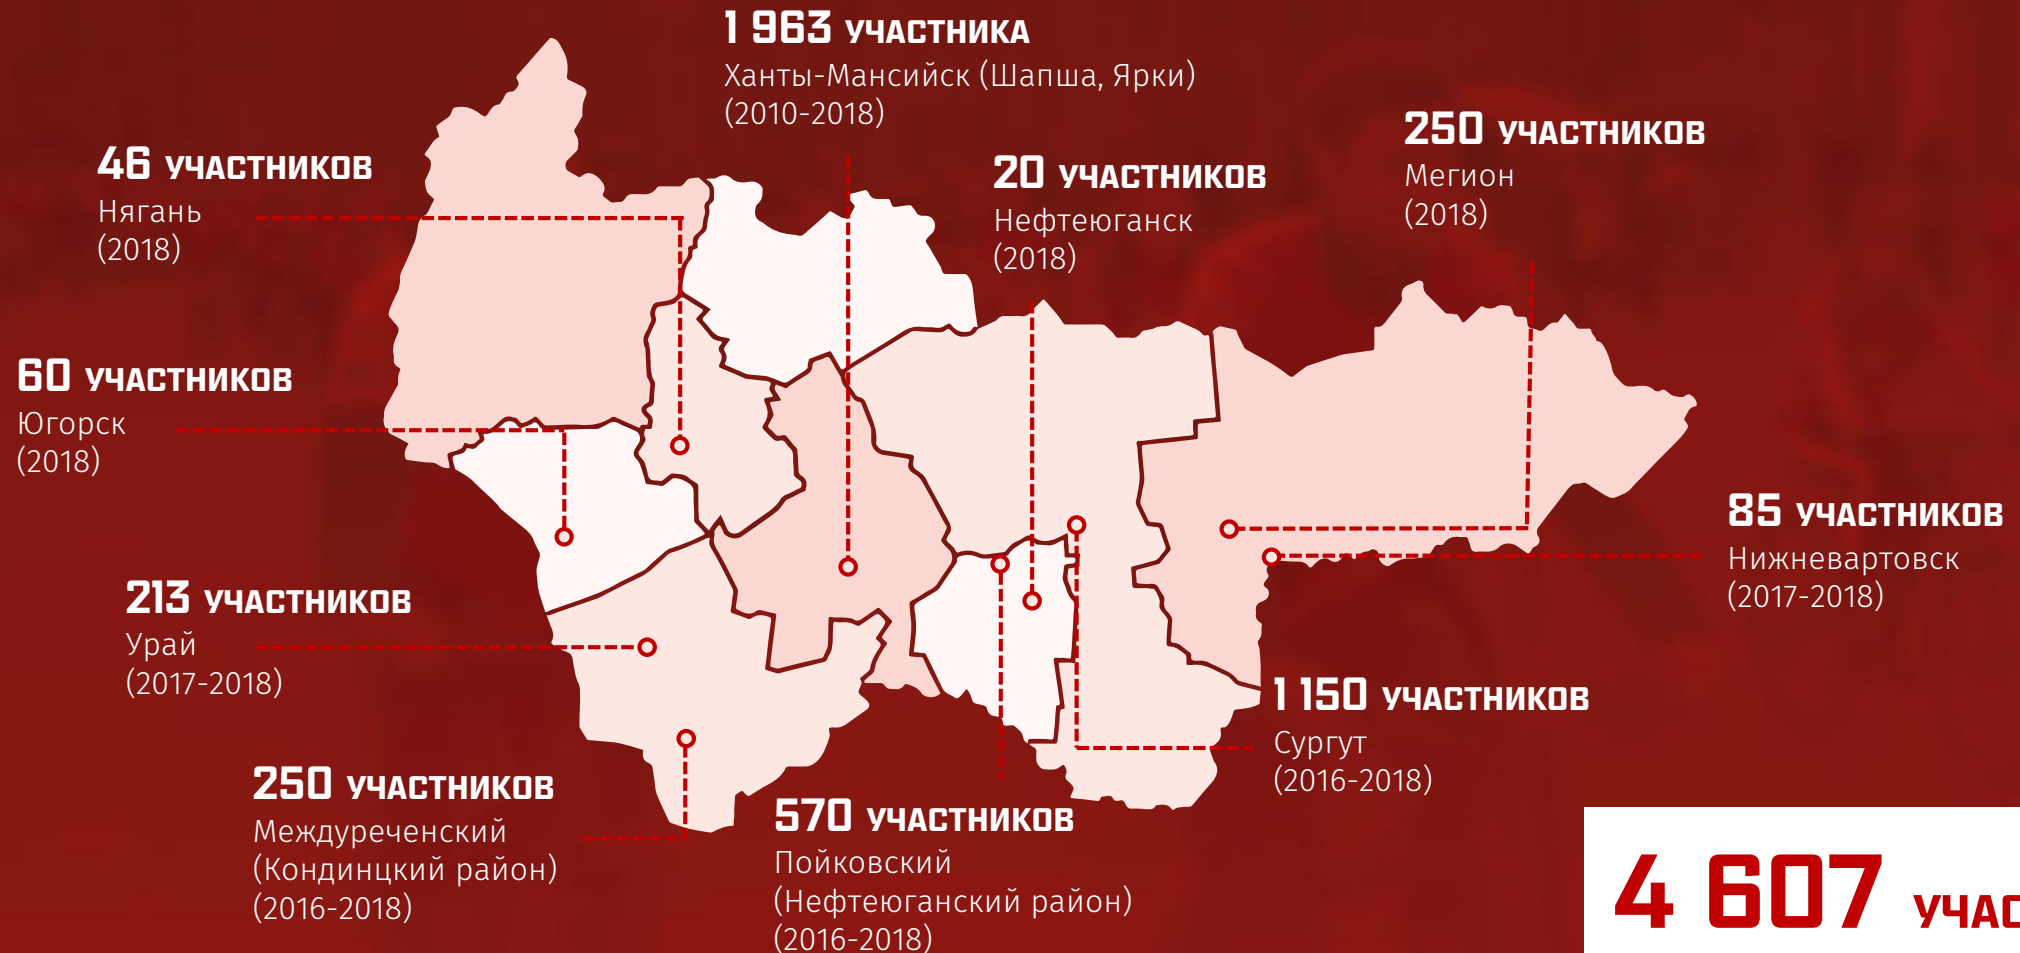 1 963 УЧАСТНИКА
Ханты-Мансийск (Шапша, Ярки)
(2010-2018)
46 УЧАСТНИКОВ
Нягань
(2018)
20 УЧАСТНИКОВ
Нефтеюганск
(2018)
250 УЧАСТНИКОВ
Мегион
(2018)
60 УЧАСТНИКОВ
Югорск
(2018)
85 УЧАСТНИКОВ
Нижневартовск
(2017-2018)
213 УЧАСТНИКОВ
Урай
(2017-2018)
1 150 УЧАСТНИКОВ
Сургут
(2016-2018)
250 УЧАСТНИКОВ
Междуреченский
(Кондинцкий район)
(2016-2018)
570 УЧАСТНИКОВ
Пойковский
(Нефтеюганский район)
(2016-2018)
4 607 УЧАС